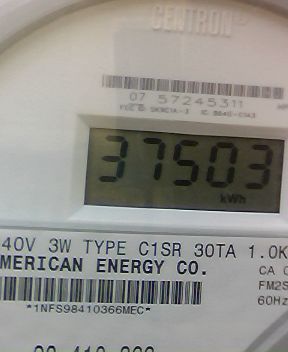 CENTRON®
07 57245311
37503
kWh
40V 3W TYPE C1SR 30TA 1.0K
MERICAN ENERGY CO.
CA
FM2S
60Hz
*1NFS98410366MEC*